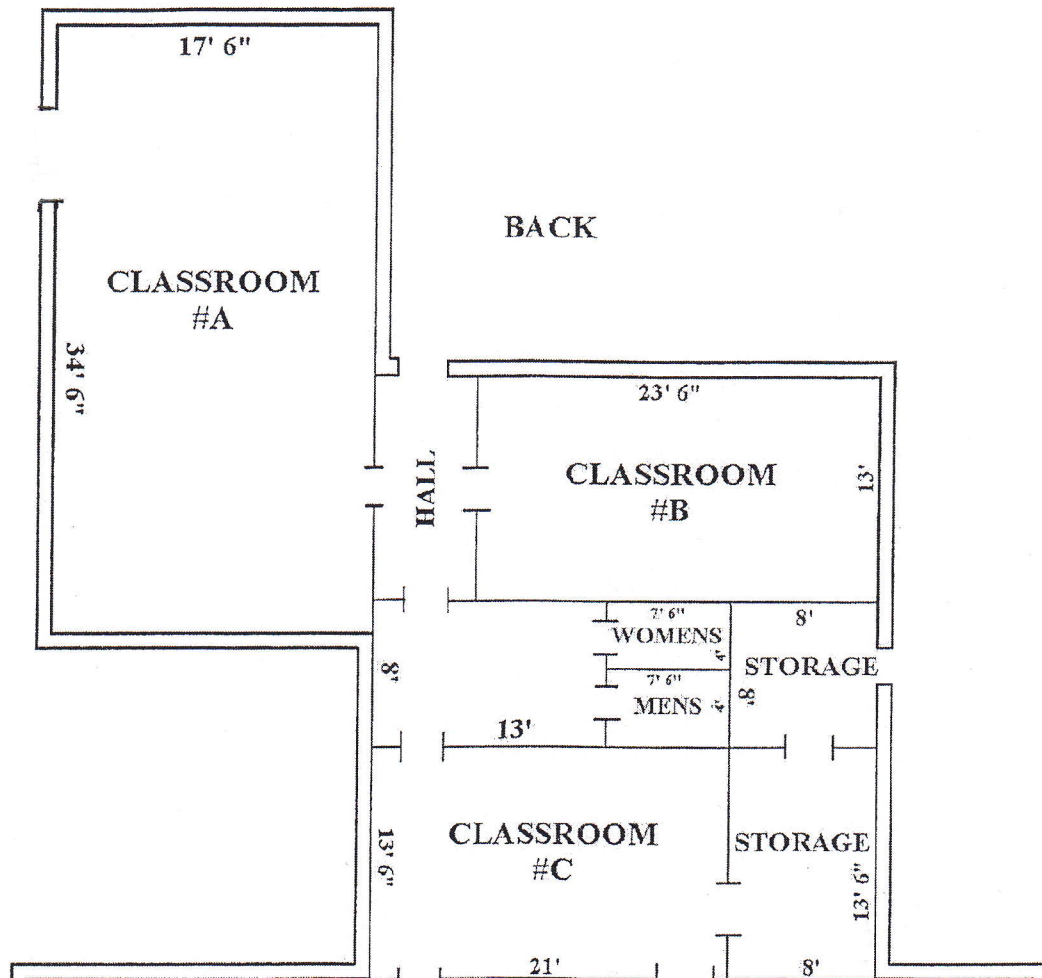 17' 6"
BACK
CLASSROOM
#A
34' 6"
23' 6"
HALL
CLASSROOM
#B
13'
7' 6"
8'
WOMENS
4'
STORAGE
8'
7' 6"
MENS
4'
8'
13'
CLASSROOM
#C
STORAGE
13' 6"
13' 6"
21'
8'